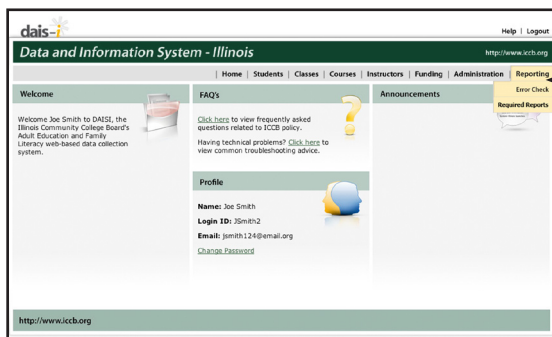 dais-i
Help | Logout
Data and Information System - Illinois
http://www.iccb.org
| Home | Students | Classes | Courses | Instructors | Funding | Administration | Reporting
Error Check
Required Reports
Welcome
Welcome Joe Smith to DAISI, the
Illinois Community College Board's
Adult Education and Family
Literacy web-based data collection
system.
FAQ's
Click here to view frequently asked
questions related to ICCB policy.
Having technical problems? Click here to
view common troubleshooting advice.
Profile
Name: Joe Smith
Login ID: JSmith2
Email: jsmith124@email.org
Change Password
Announcements
http://www.iccb.org